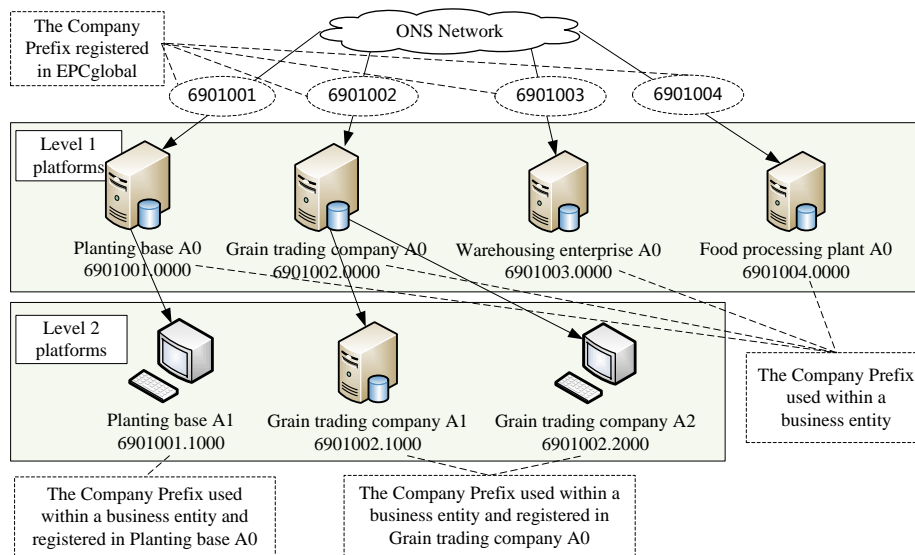 The Company
Prefix registered
in EPCglobal
ONS Network
6901001
6901002
6901003
6901004
Level 1
platforms
Planting base A0
6901001.0000
Grain trading company A0
6901002.0000
Warehousing enterprise A0
6901003.0000
Food processing plant A0
6901004.0000
Level 2
platforms
Planting base A1
6901001.1000
Grain trading company A1
6901002.1000
Grain trading company A2
6901002.2000
The Company Prefix
used within a
business entity
The Company Prefix used
within a business entity and
registered in Planting base A0
The Company Prefix used within a
business entity and registered in
Grain trading company A0